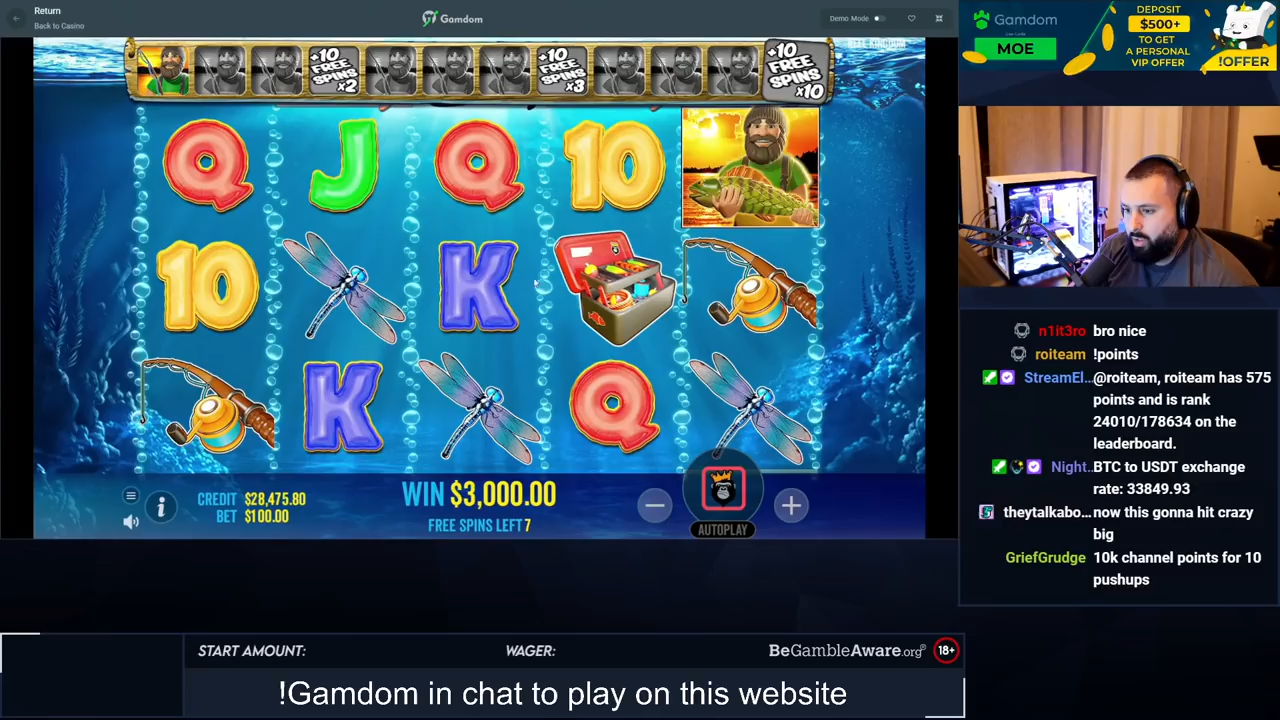 Return
Back to Casino
Gamdom
Demo Mode
+10
FREE
SPINS
x2
+10
FREE
SPINS
x3
+10
FREE
SPINS
x10
Q
J
Q
10
10
K
K
Q
CREDIT $28,475.80
BET $100.00
WIN $3,000.00
FREE SPINS LEFT 7
AUTOPLAY
Gamdom
MOE
DEPOSIT
$500+
TO GET
A PERSONAL
VIP OFFER
!OFFER
n1it3ro bro nice
roiteam !points
StreamEl... @roiteam, roiteam has 575
points and is rank
24010/178634 on the
leaderboard.
Night... BTC to USDT exchange
rate: 33849.93
theytalkabo... now this gonna hit crazy
big
GriefGrudge 10k channel points for 10
pushups
START AMOUNT:
WAGER:
BeGambleAware.org
18+
!Gamdom in chat to play on this website